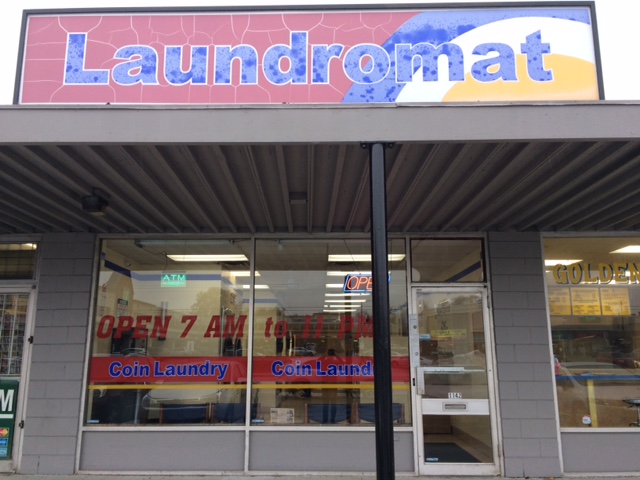 Laundromat
ATM
OPEN
GOLDEN
OPEN 7 AM to 11 PM
Coin Laundry
Coin Laund
M